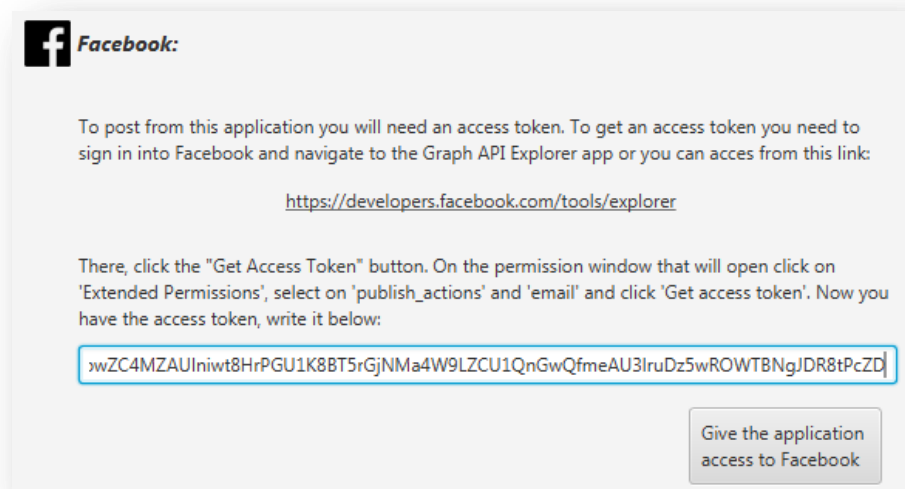 Facebook:
To post from this application you will need an access token. To get an access token you need to
sign in into Facebook and navigate to the Graph API Explorer app or you can acces from this link:
https://developers.facebook.com/tools/explorer
There, click the "Get Access Token" button. On the permission window that will open click on
'Extended Permissions', select on 'publish_actions' and 'email' and click 'Get access token'. Now you
have the access token, write it below:
Give the application
access to Facebook